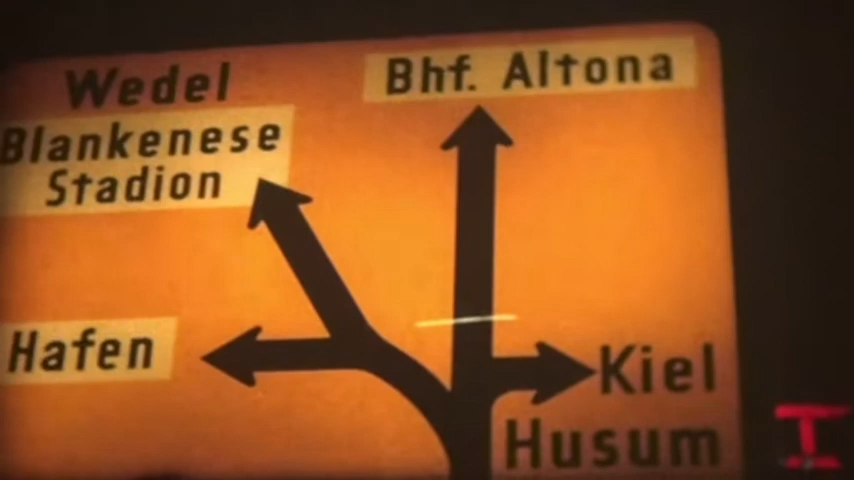 Wedel
Blankenese
Stadion
Bhf. Altona
Hafen
Kiel
Husum